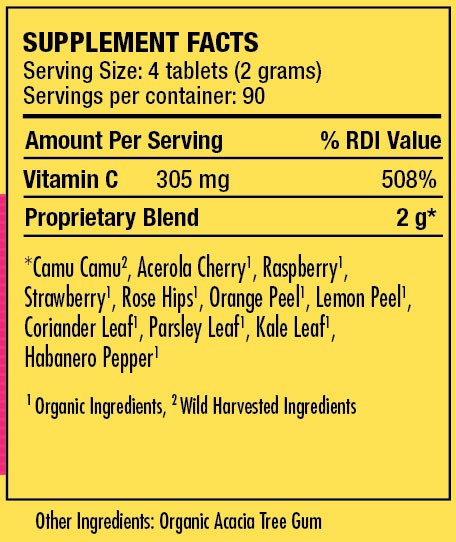 SUPPLEMENT FACTS
Serving Size: 4 tablets (2 grams)
Servings per container: 90
Amount Per Serving % RDI Value
Vitamin C 305 mg 508%
Proprietary Blend 2 g*
*Camu Camu², Acerola Cherry¹, Raspberry¹,
Strawberry¹, Rose Hips¹, Orange Peel¹, Lemon Peel¹,
Coriander Leaf¹, Parsley Leaf¹, Kale Leaf¹,
Habanero Pepper¹
¹ Organic Ingredients, ² Wild Harvested Ingredients
Other Ingredients: Organic Acacia Tree Gum